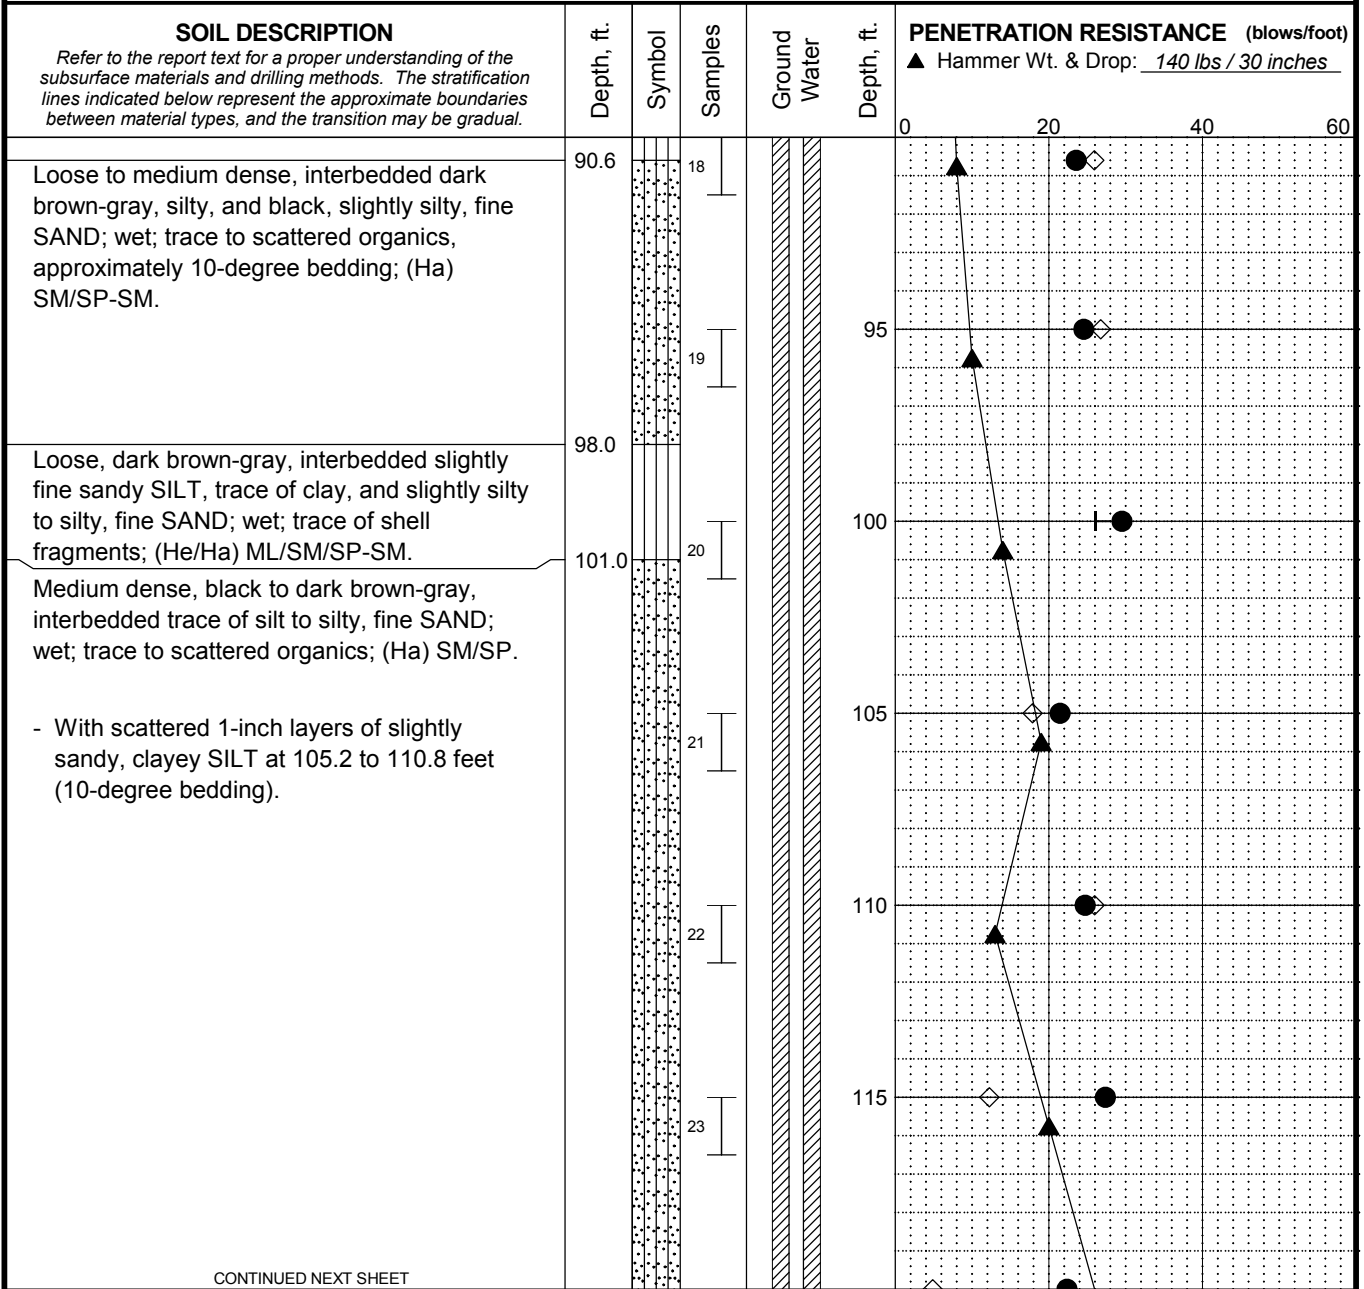 SOIL DESCRIPTION
Refer to the report text for a proper understanding of the
subsurface materials and drilling methods. The stratification
lines indicated below represent the approximate boundaries
between material types, and the transition may be gradual.
Depth, ft.
Symbol
Samples
Ground
Water
Depth, ft.
PENETRATION RESISTANCE (blows/foot)
▲ Hammer Wt. & Drop: 140 lbs / 30 inches
0 20 40 60
90.6
18
Loose to medium dense, interbedded dark
brown-gray, silty, and black, slightly silty, fine
SAND; wet; trace to scattered organics,
approximately 10-degree bedding; (Ha)
SM/SP-SM.
95
19
98.0
Loose, dark brown-gray, interbedded slightly
fine sandy SILT, trace of clay, and slightly silty
to silty, fine SAND; wet; trace of shell
fragments; (He/Ha) ML/SM/SP-SM.
100
20
101.0
Medium dense, black to dark brown-gray,
interbedded trace of silt to silty, fine SAND;
wet; trace to scattered organics; (Ha) SM/SP.
105
- With scattered 1-inch layers of slightly
sandy, clayey SILT at 105.2 to 110.8 feet
(10-degree bedding).
21
110
22
115
23
CONTINUED NEXT SHEET